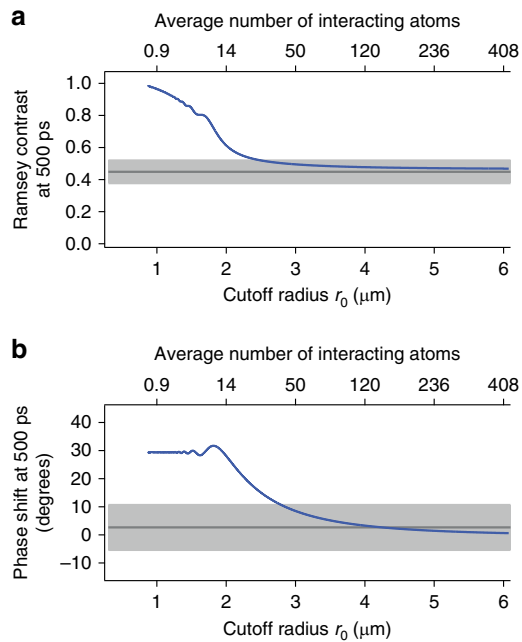 a
Average number of interacting atoms
0.9 14 50 120 236 408
1.0
0.8
0.6
0.4
0.2
0.0
Ramsey contrast
at 500 ps
1 2 3 4 5 6
Cutoff radius r0 (μm)
b
Average number of interacting atoms
0.9 14 50 120 236 408
40
30
20
10
0
−10
Phase shift at 500 ps
(degrees)
1 2 3 4 5 6
Cutoff radius r0 (μm)